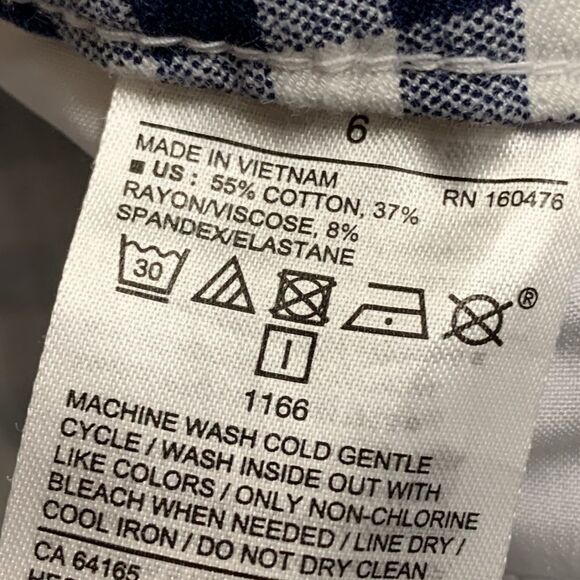 6
MADE IN VIETNAM RN 160476
US : 55% COTTON, 37%
RAYON/VISCOSE, 8%
SPANDEX/ELASTANE
30
®
1166
MACHINE WASH COLD GENTLE
CYCLE / WASH INSIDE OUT WITH
LIKE COLORS / ONLY NON-CHLORINE
BLEACH WHEN NEEDED / LINE DRY /
COOL IRON / DO NOT DRY CLEAN
CA 64165